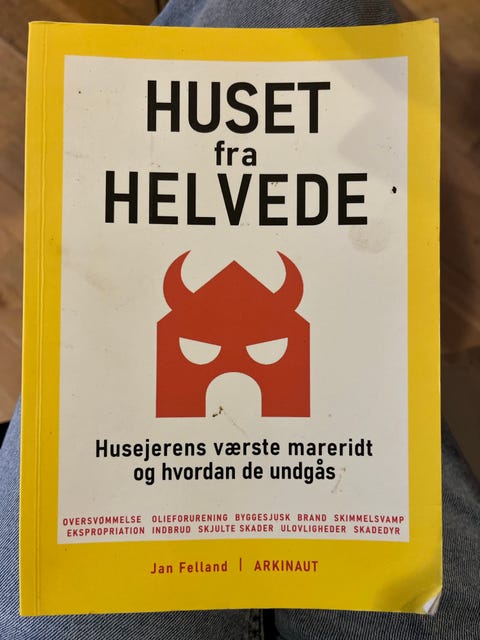 HUSET
fra
HELVEDE
Husejerens værste mareridt
og hvordan de undgås
OVERSVØMMELSE OLIEFORURENING BYGGESJUSK BRAND SKIMMELSVAMP
EKSPROPRIATION INDBRUD SKJULTE SKADER ULOVLIGHEDER SKADEDYR
Jan Felland | ARKINAUT